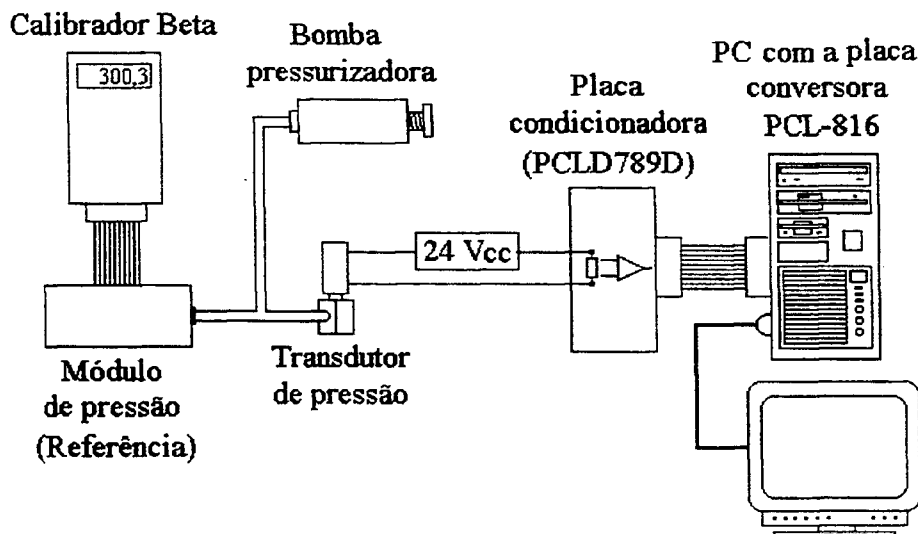 Calibrador Beta
300,3
Bomba
pressurizadora
Placa
condicionadora
(PCLD789D)
PC com a placa
conversora
PCL-816
24 Vcc
Módulo
de pressão
(Referência)
Transdutor
de pressão